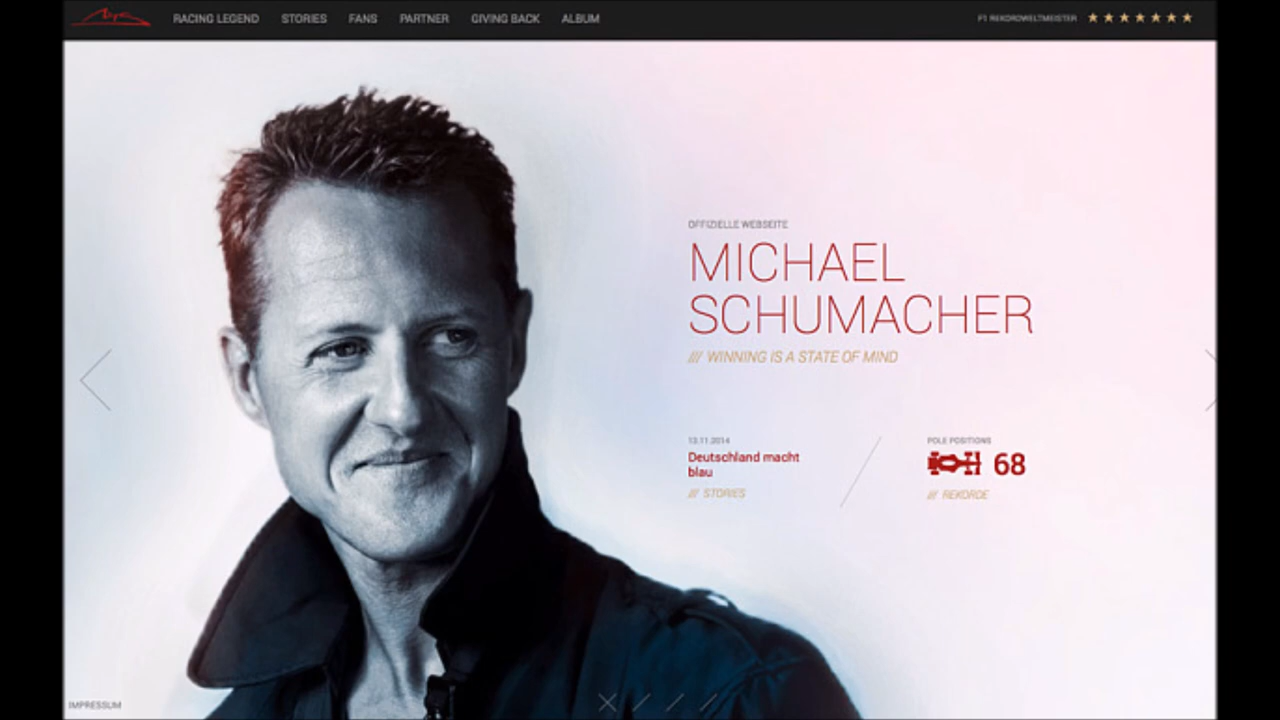 RACING LEGEND STORIES FANS PARTNER GIVING BACK ALBUM F1 REKORDWELTMEISTER
OFFIZIELLE WEBSEITE
MICHAEL
SCHUMACHER
/// WINNING IS A STATE OF MIND
13.11.2014
Deutschland macht
blau
/// STORIES
POLE POSITIONS
68
/// REKORDE
IMPRESSUM